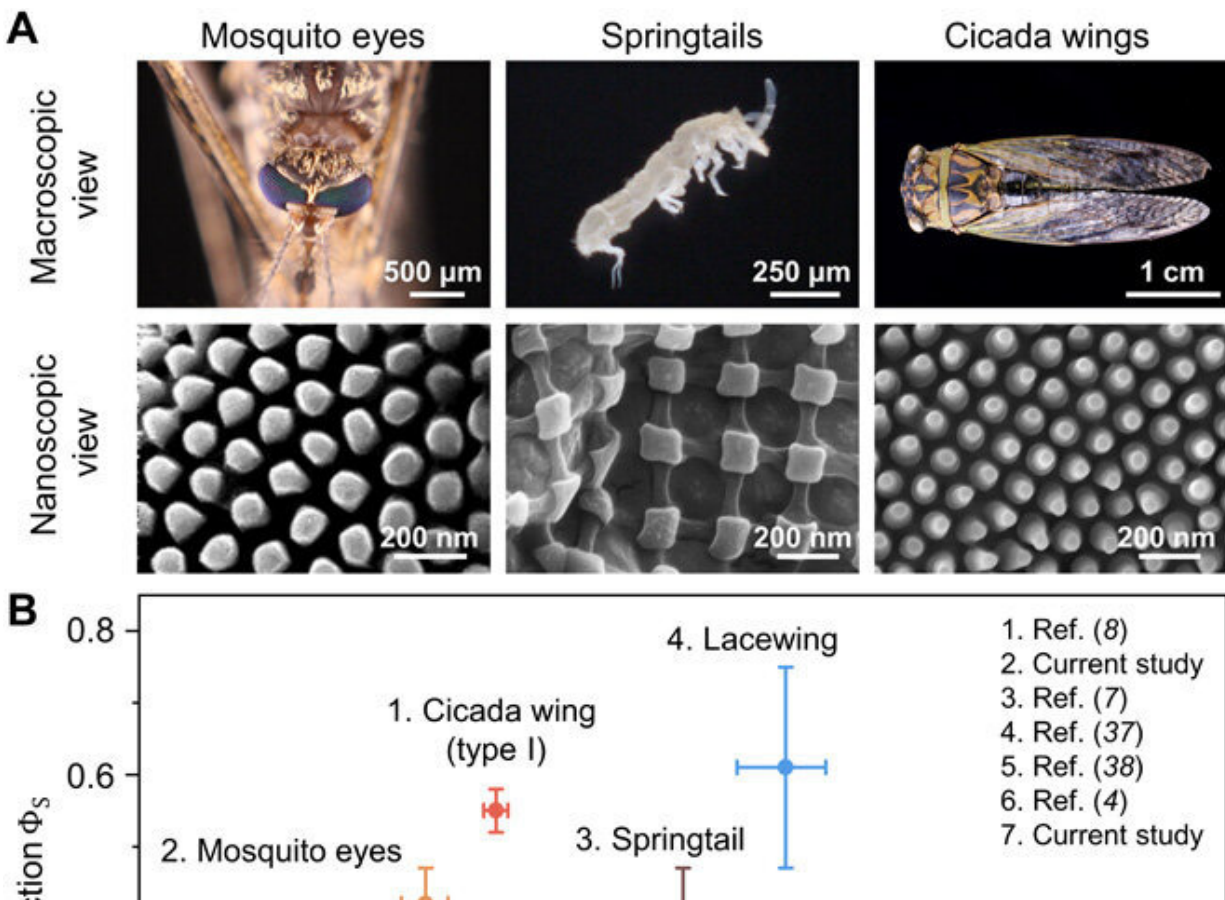 A
Mosquito eyes
Springtails
Cicada wings
Macroscopic
view
500 µm
250 µm
1 cm
Nanoscopic
view
200 nm
200 nm
200 nm
B
0.8
0.6
4. Lacewing
1. Cicada wing
(type I)
2. Mosquito eyes
3. Springtail
1. Ref. (8)
2. Current study
3. Ref. (7)
4. Ref. (37)
5. Ref. (38)
6. Ref. (4)
7. Current study
ction Φ_S